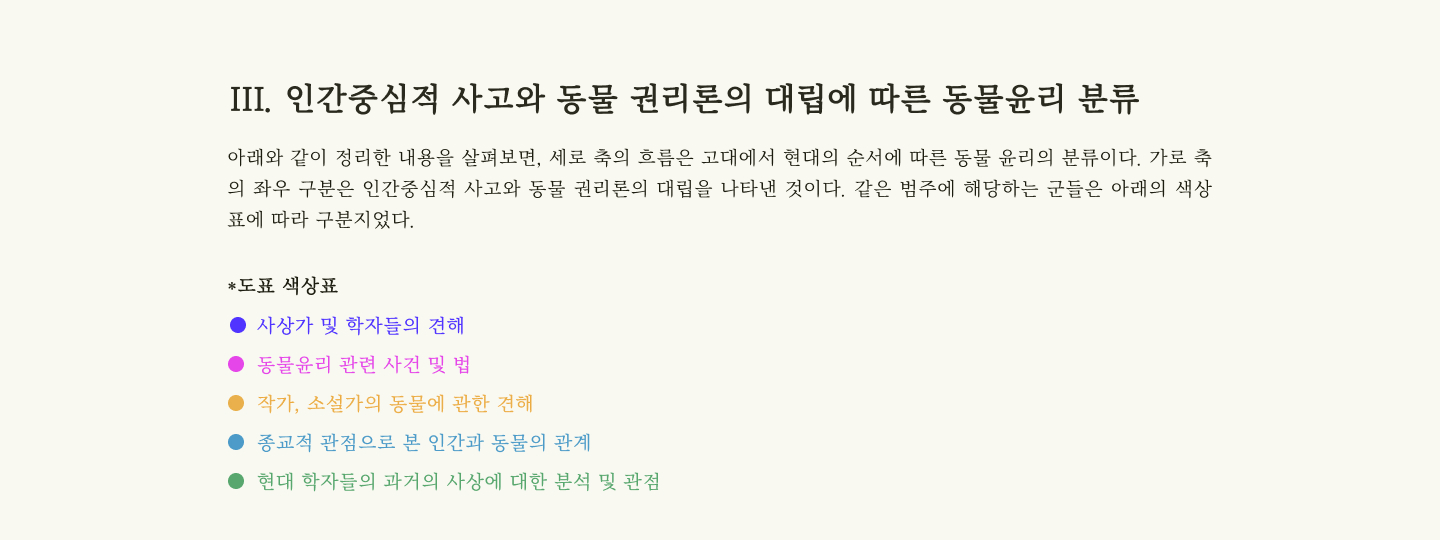 III. 인간중심적 사고와 동물 권리론의 대립에 따른 동물윤리 분류
아래와 같이 정리한 내용을 살펴보면, 세로 축의 흐름은 고대에서 현대의 순서에 따른 동물 윤리의 분류이다. 가로 축
의 좌우 구분은 인간중심적 사고와 동물 권리론의 대립을 나타낸 것이다. 같은 범주에 해당하는 군들은 아래의 색상
표에 따라 구분지었다.
*도표 색상표
사상가 및 학자들의 견해
동물윤리 관련 사건 및 법
작가, 소설가의 동물에 관한 견해
종교적 관점으로 본 인간과 동물의 관계
현대 학자들의 과거의 사상에 대한 분석 및 관점